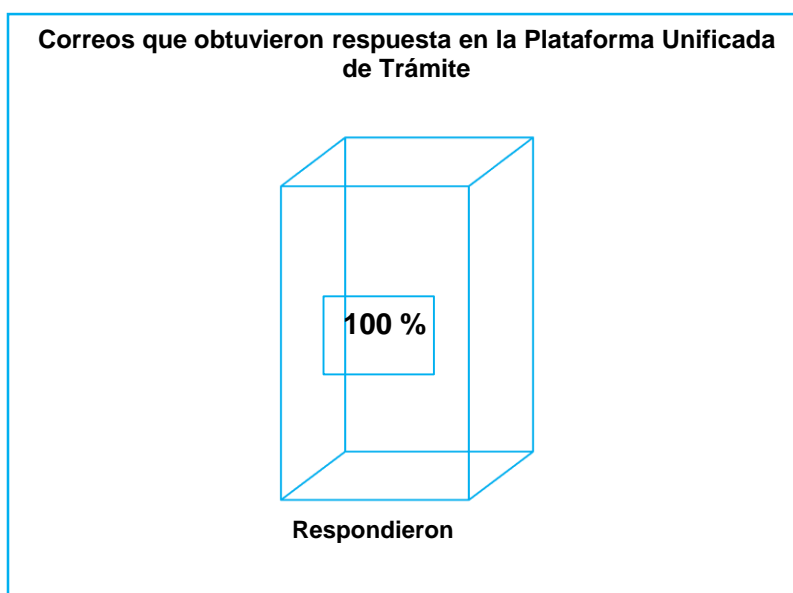 Correos que obtuvieron respuesta en la Plataforma Unificada
de Trámite
100 %
Respondieron